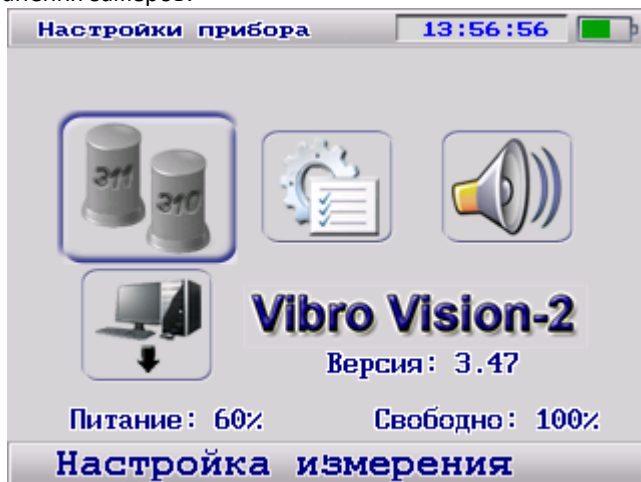 Настройки прибора 13:56:56
311
310
Vibro Vision-2
Версия: 3.47
Питание: 60% Свободно: 100%
Настройка измерения